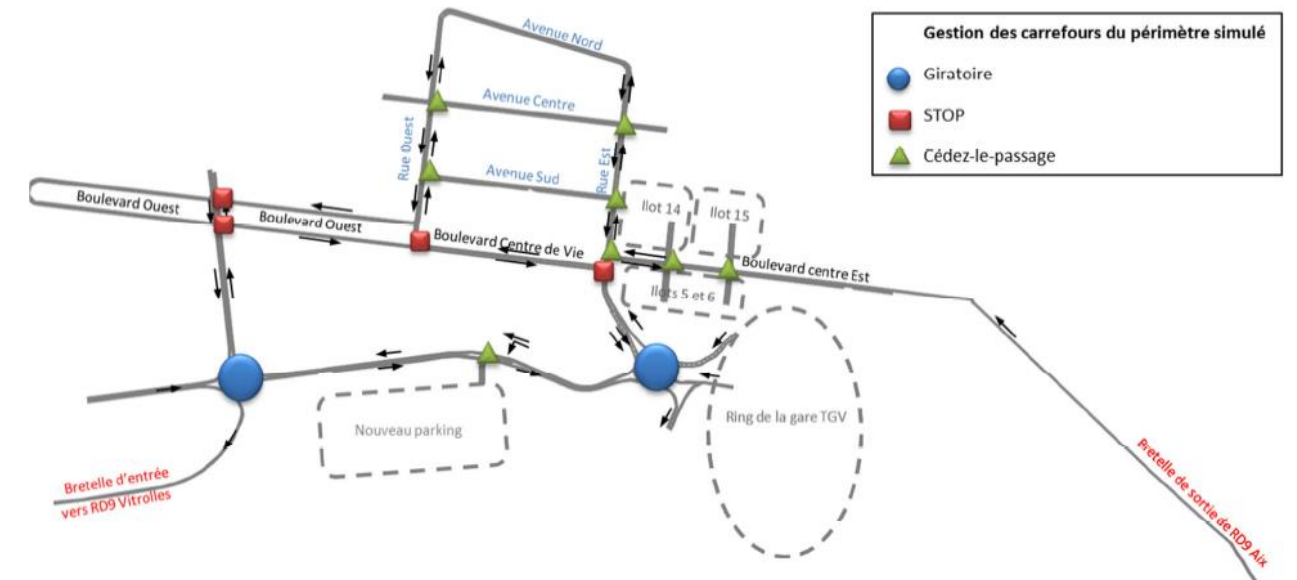 Gestion des carrefours du périmètre simulé
Giratoire
STOP
Cédez-le-passage
Avenue Nord
Avenue Centre
Rue Ouest
Rue Est
Avenue Sud
Boulevard Ouest
Boulevard Ouest
Boulevard Centre de Vie
Ilot 14
Ilot 15
Boulevard centre Est
Ilots 5 et 6
Ring de la gare TGV
Nouveau parking
Bretelle d'entrée
vers RD9 Vitrolles
Bretelle de sortie de RD9 Aix